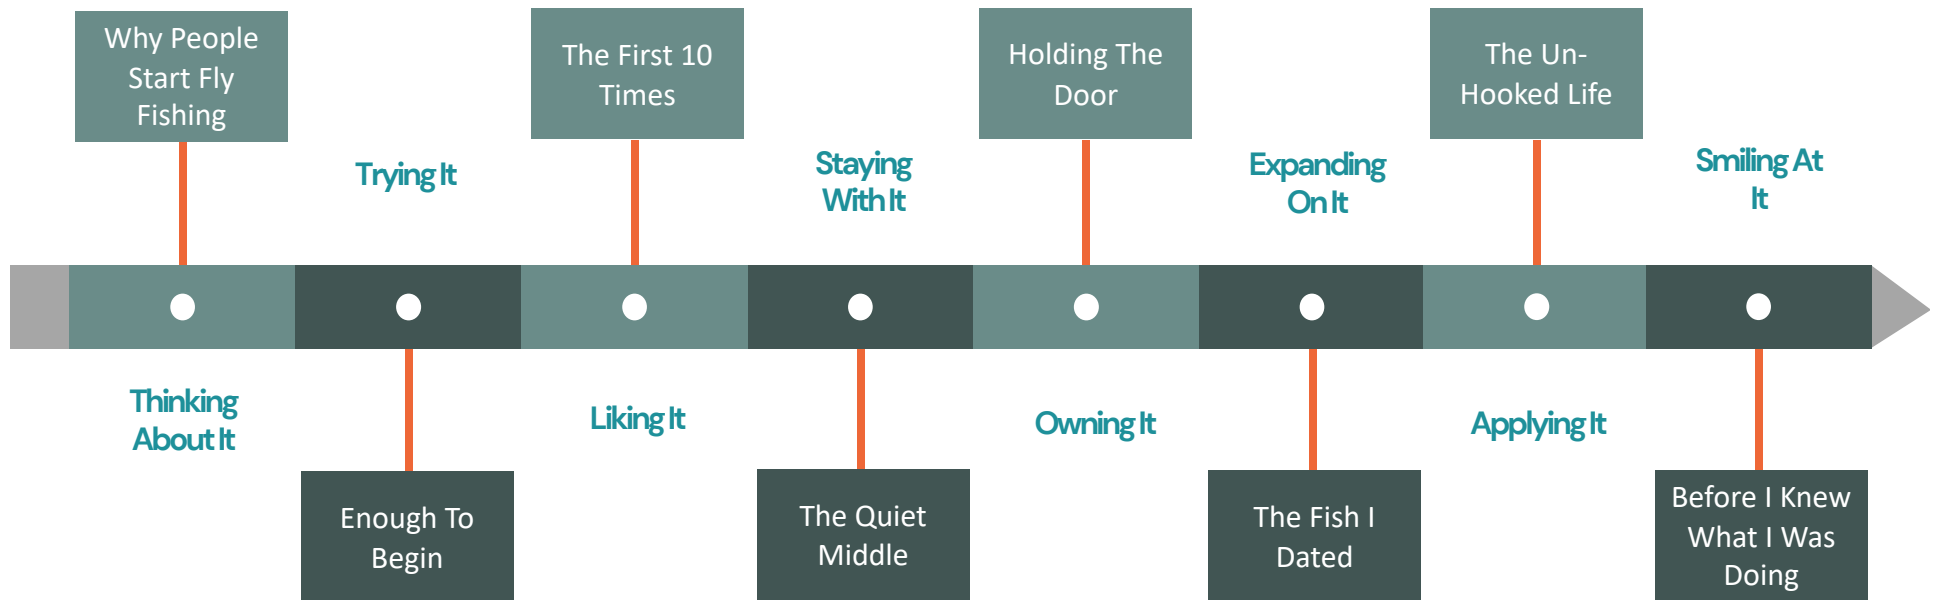 Why People
Start Fly
Fishing
The First 10
Times
Holding The
Door
The Un-
Hooked Life
Trying It
Staying
With It
Expanding
On It
Smiling At
It
Thinking
About It
Liking It
Owning It
Applying It
Enough To
Begin
The Quiet
Middle
The Fish I
Dated
Before I Knew
What I Was
Doing